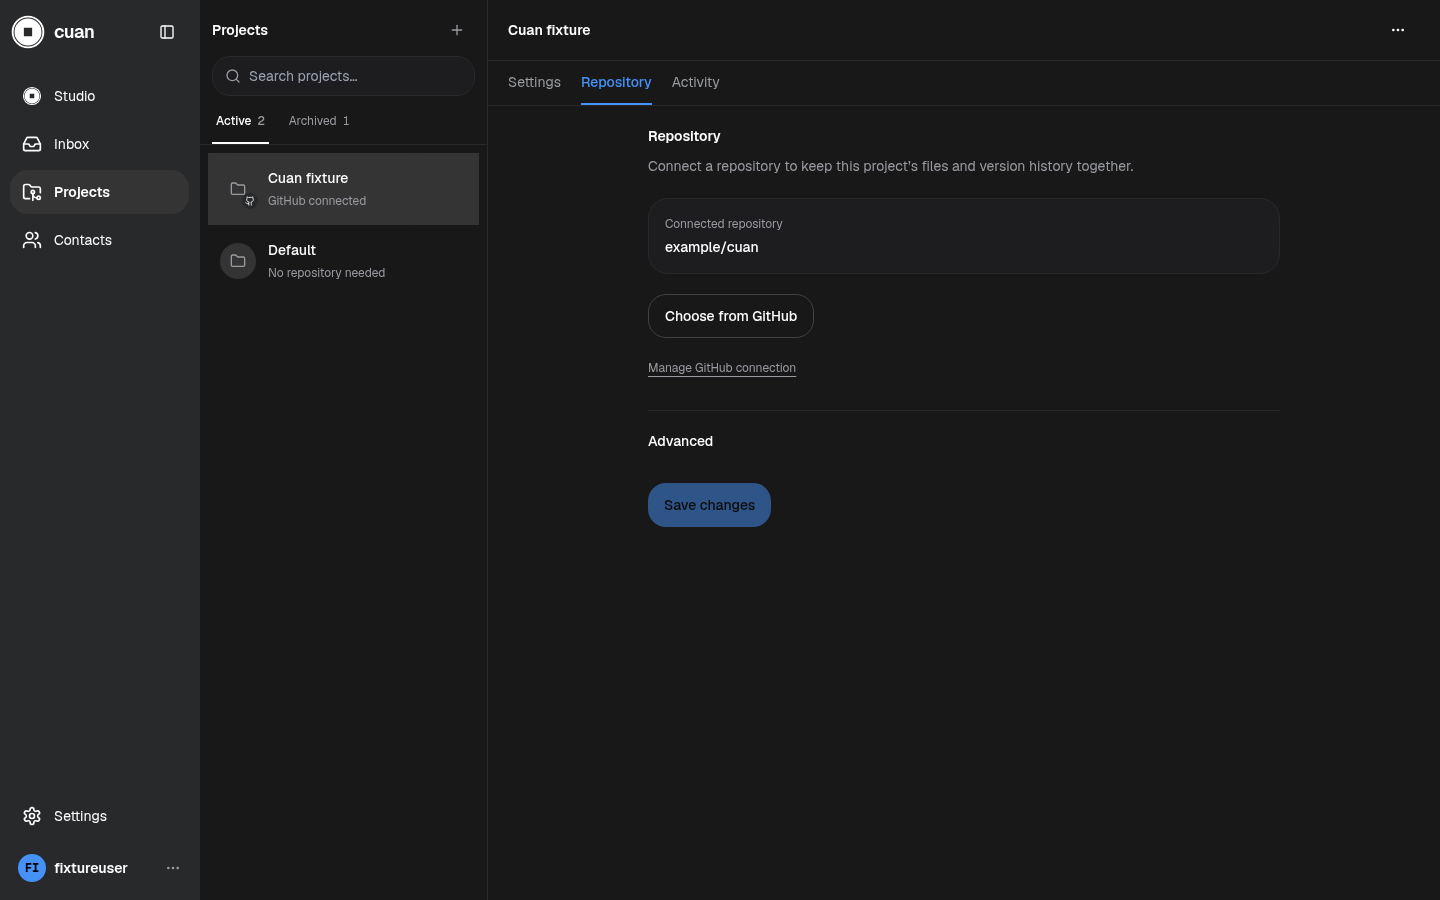 cuan
Studio
Inbox
Projects
Contacts
Settings
FI
fixtureuser
Projects
Search projects...
Active 2
Archived 1
Cuan fixture
GitHub connected
Default
No repository needed
Cuan fixture
Settings
Repository
Activity
Repository
Connect a repository to keep this project's files and version history together.
Connected repository
example/cuan
Choose from GitHub
Manage GitHub connection
Advanced
Save changes